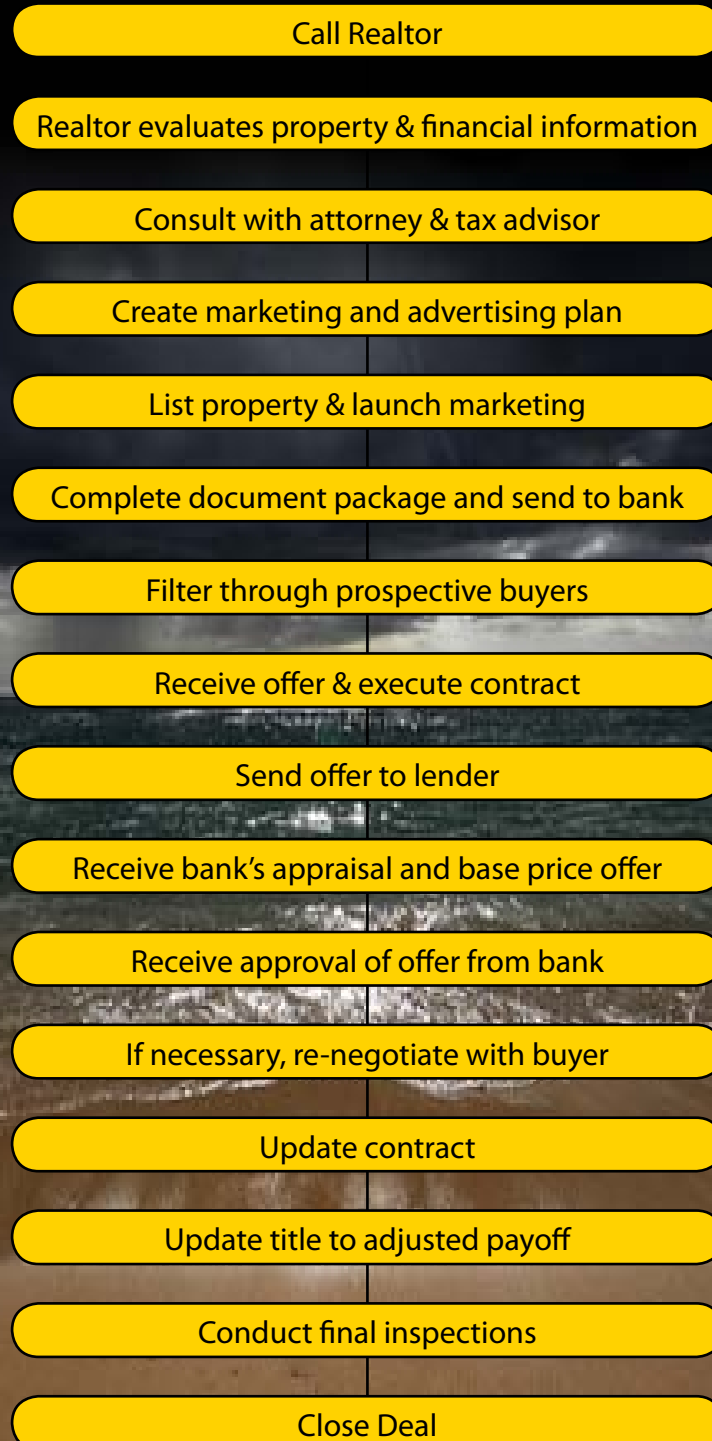 Call Realtor
Realtor evaluates property & financial information
Consult with attorney & tax advisor
Create marketing and advertising plan
List property & launch marketing
Complete document package and send to bank
Filter through prospective buyers
Receive offer & execute contract
Send offer to lender
Receive bank’s appraisal and base price offer
Receive approval of offer from bank
If necessary, re-negotiate with buyer
Update contract
Update title to adjusted payoff
Conduct final inspections
Close Deal